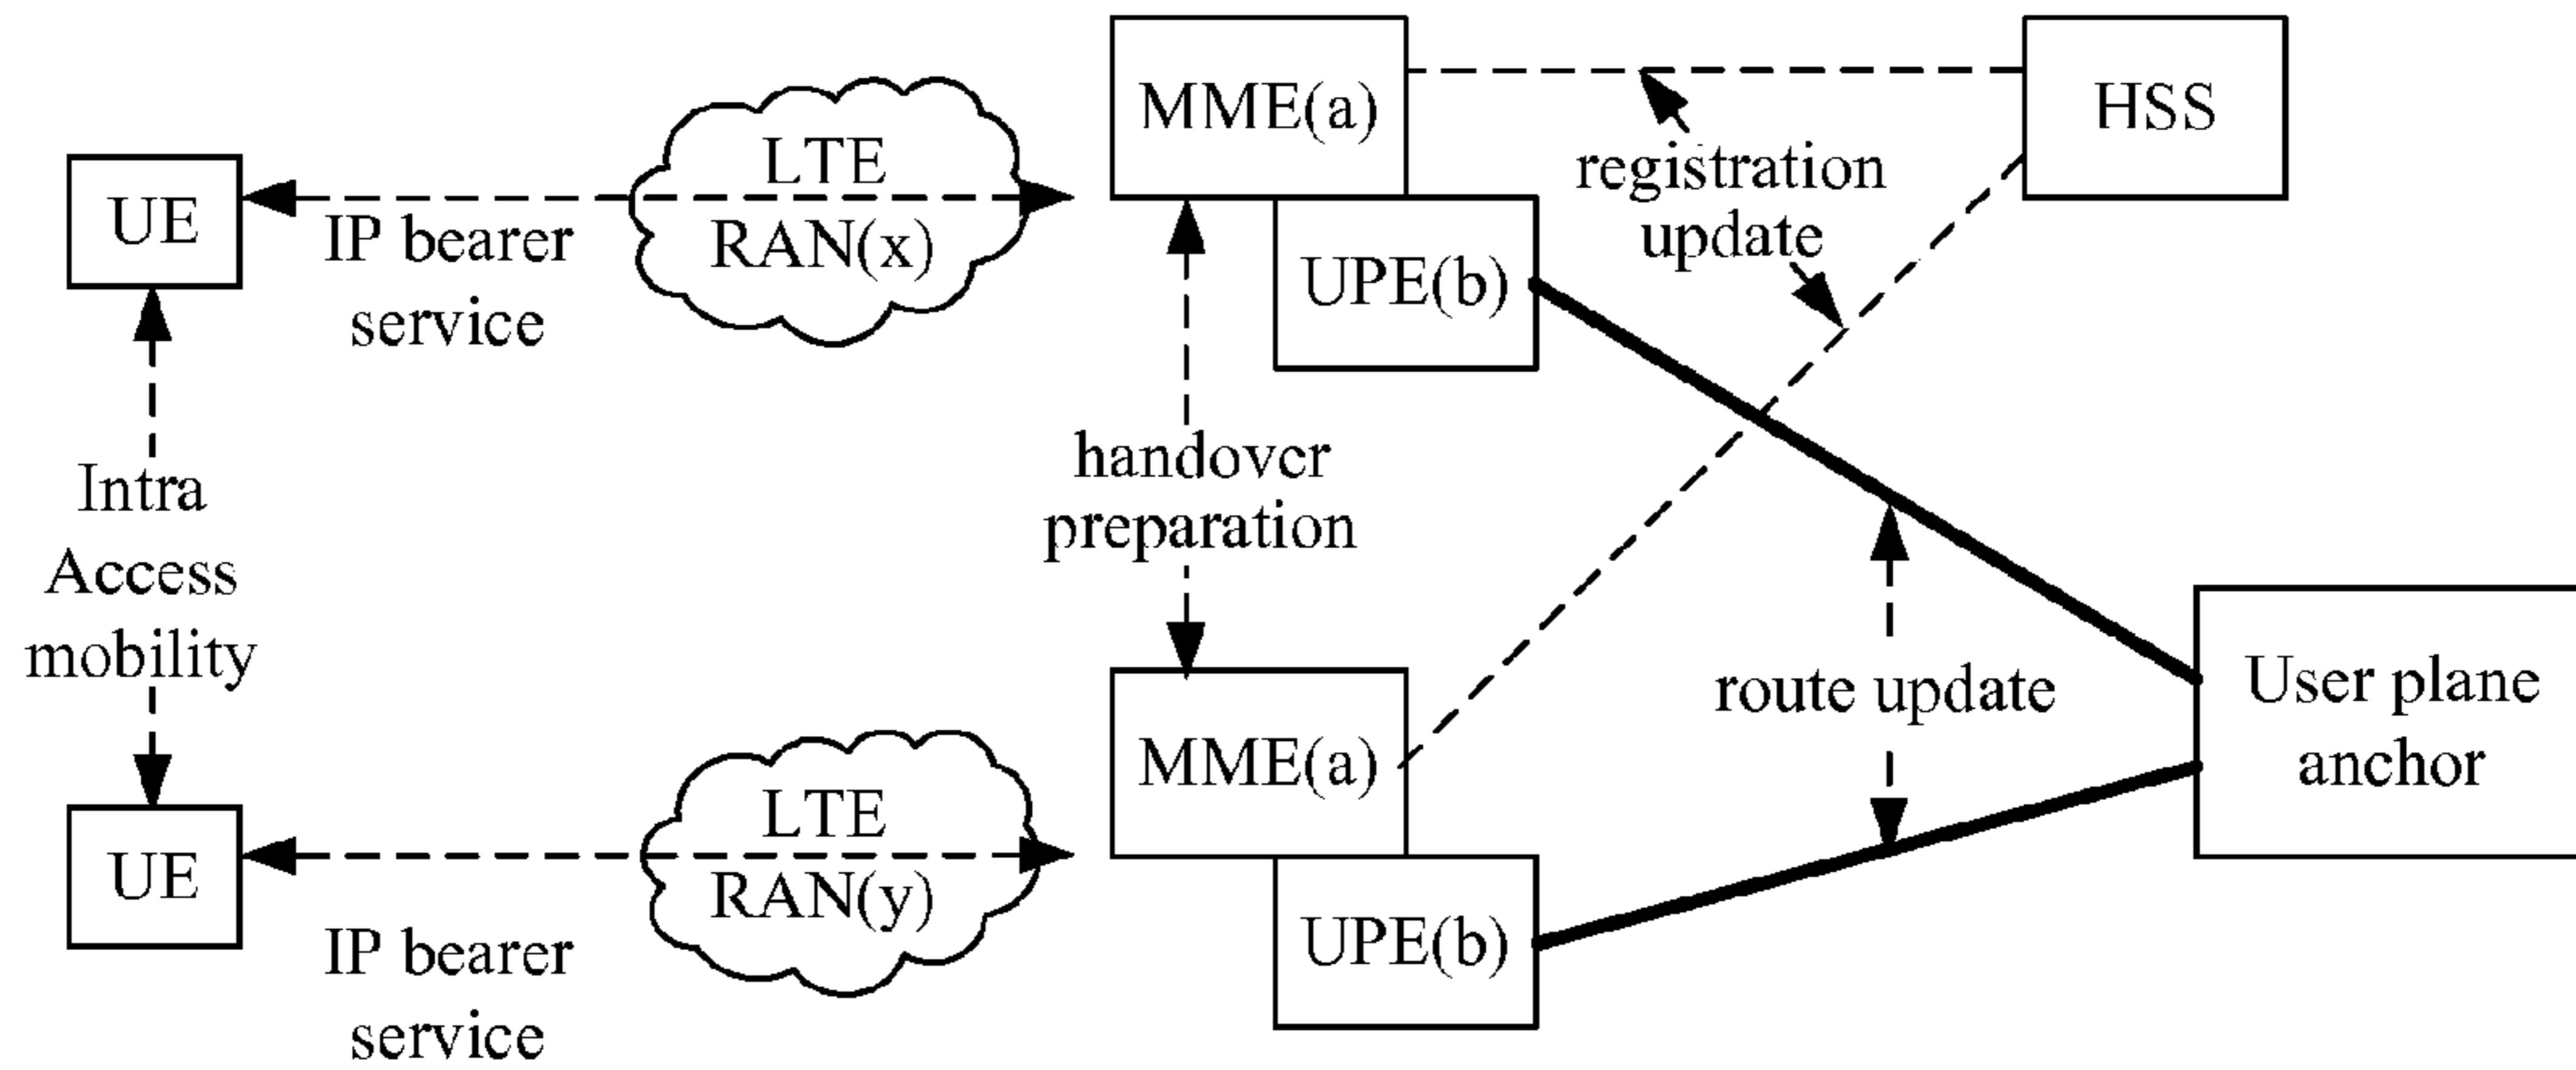 MME(a)
HSS
LTE
RAN(x)
UE
IP bearer
service
registration
update
UPE(b)
Intra
Access
mobility
handover
preparation
route update
User plane
anchor
MME(a)
LTE
RAN(y)
UE
IP bearer
service
UPE(b)